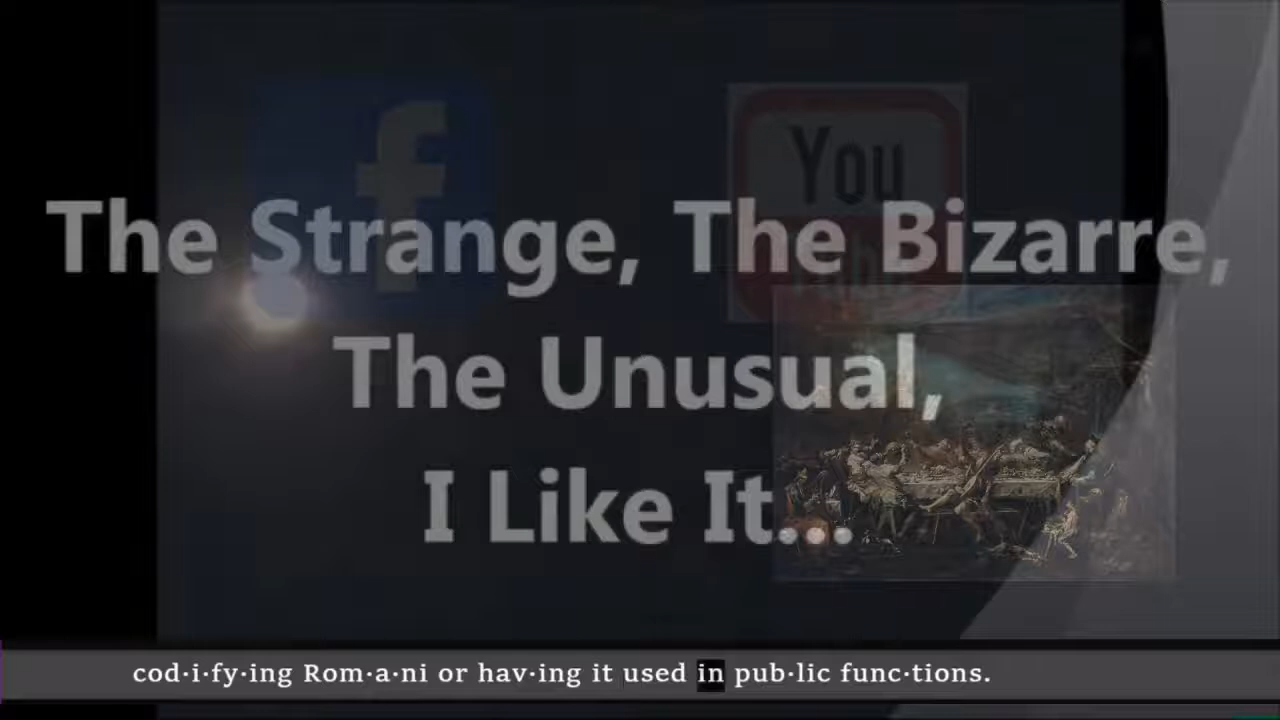 f
You
The Strange, The Bizarre,
The Unusual,
I Like It...
cod·i·fy·ing Rom·a·ni or hav·ing it used in pub·lic func·tions.